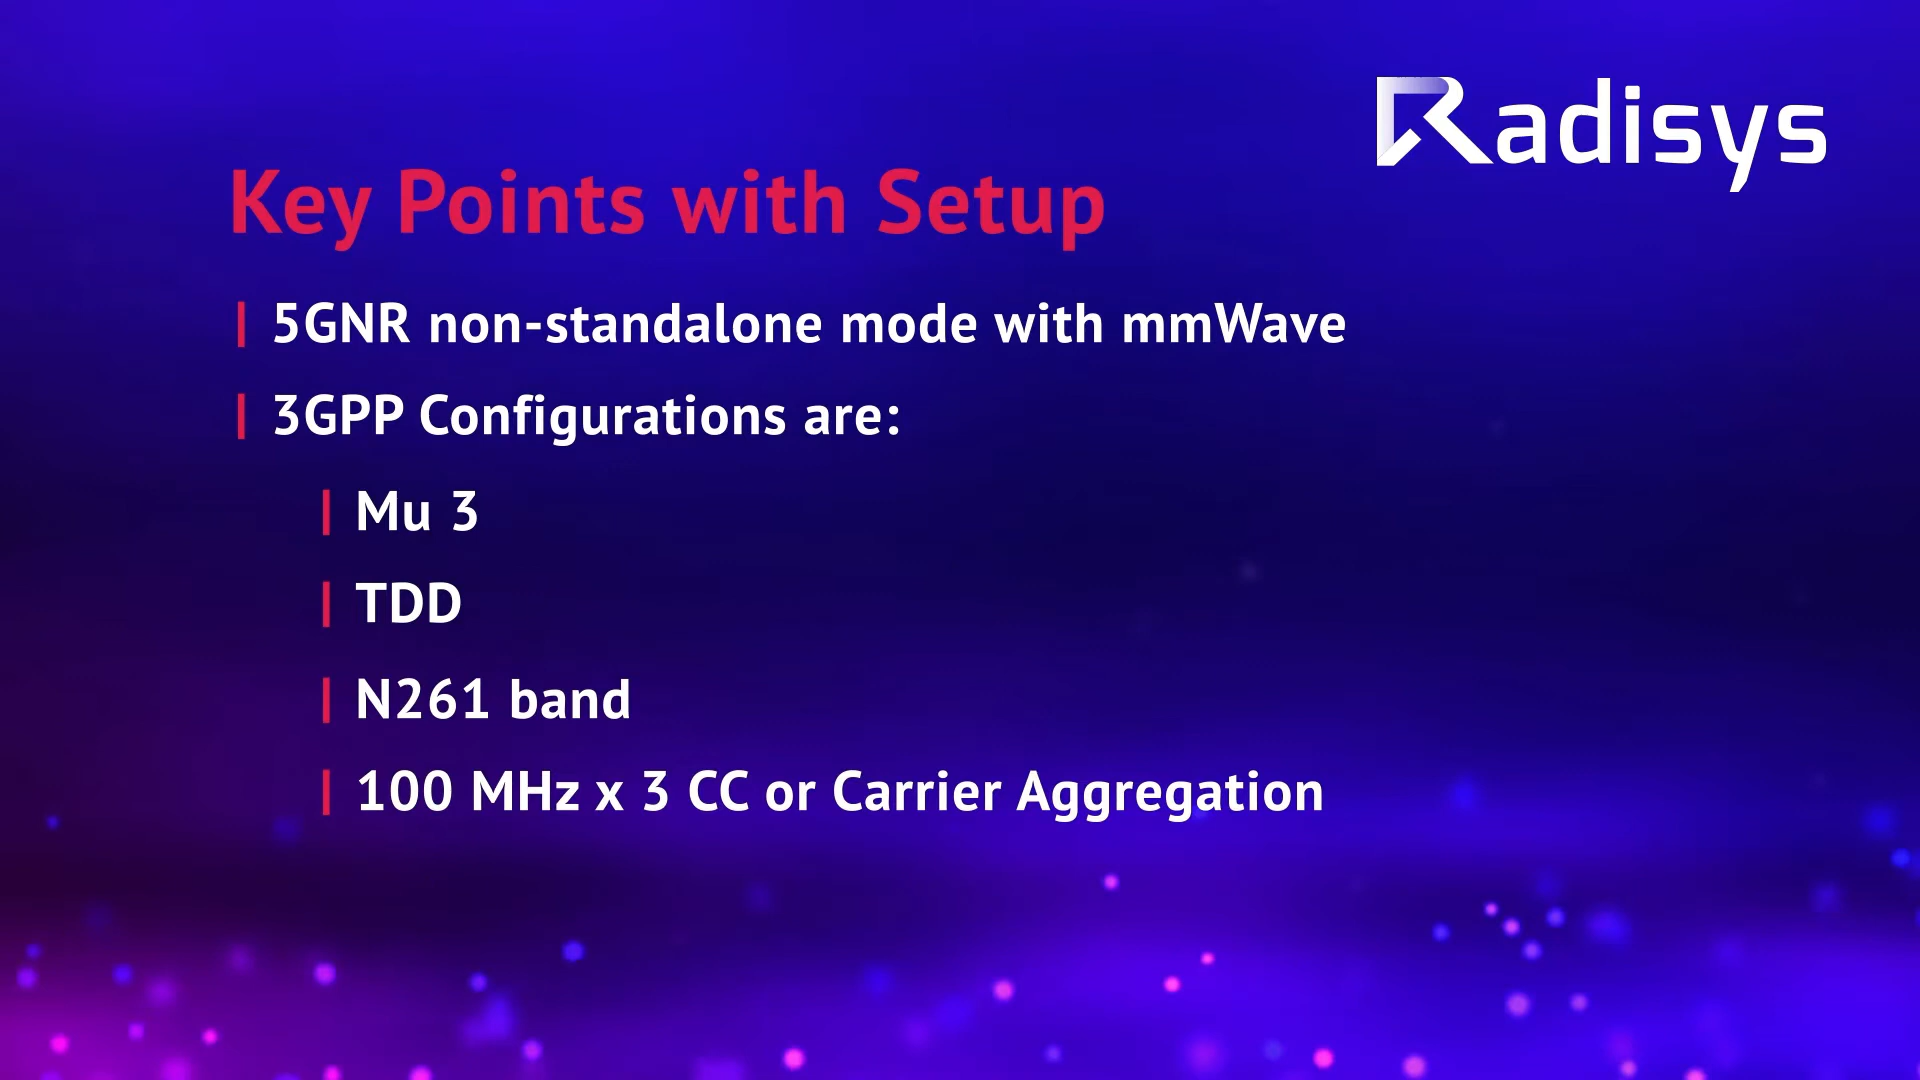 Radisys
Key Points with Setup
5GNR non-standalone mode with mmWave
3GPP Configurations are:
Mu 3
TDD
N261 band
100 MHz x 3 CC or Carrier Aggregation